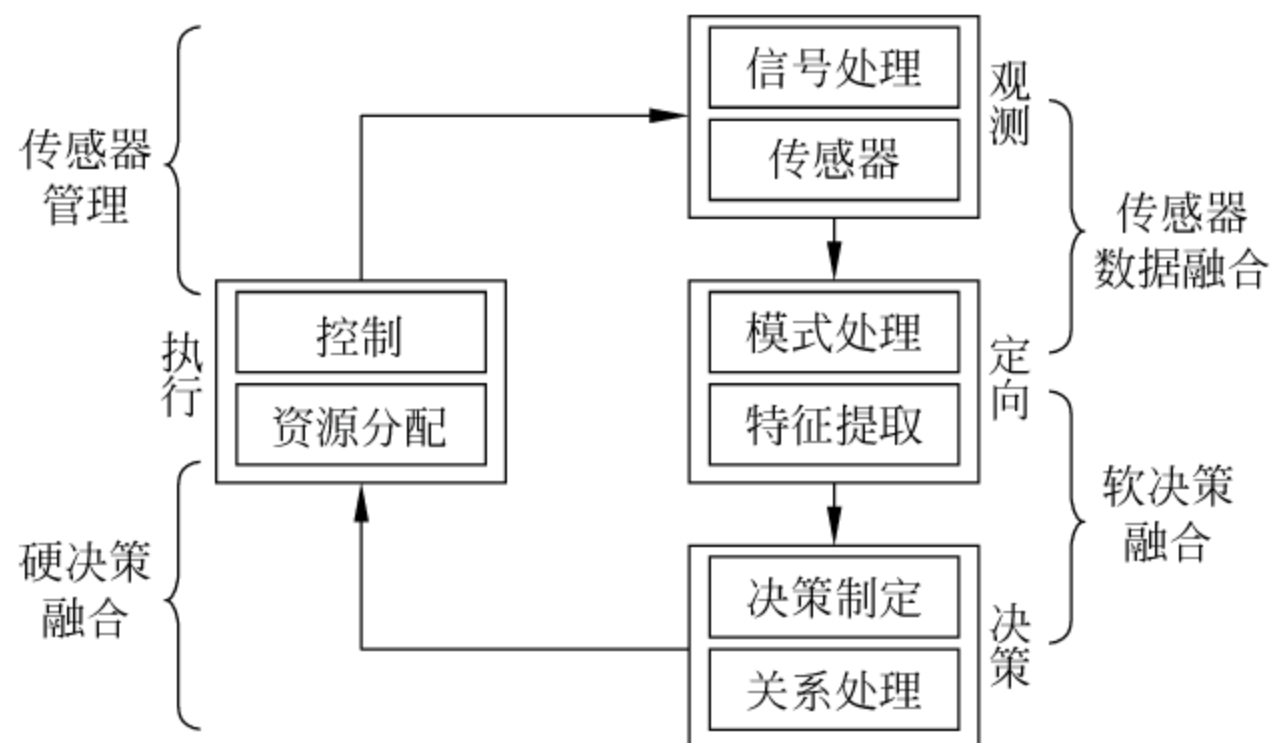 信号处理
传感器
观测
传感器
管理
传感器
数据融合
控制
资源分配
执行
模式处理
特征提取
定向
软决策
融合
硬决策
融合
决策制定
关系处理
决策